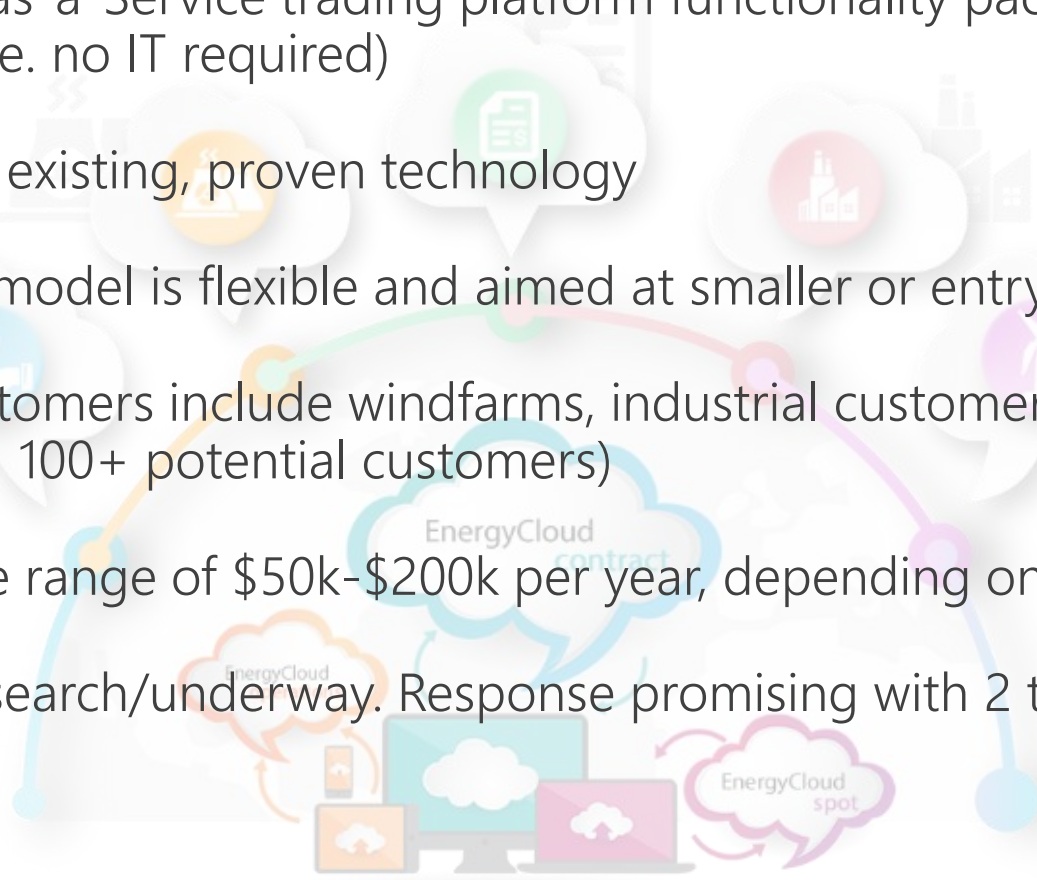 as a Service trading platform functionality pac
e. no IT required)
existing, proven technology
model is flexible and aimed at smaller or entry
tomers include windfarms, industrial customer
100+ potential customers)
EnergyCloud
contract
e range of $50k-$200k per year, depending on
EnergyCloud
search/underway. Response promising with 2 t
EnergyCloud
spot